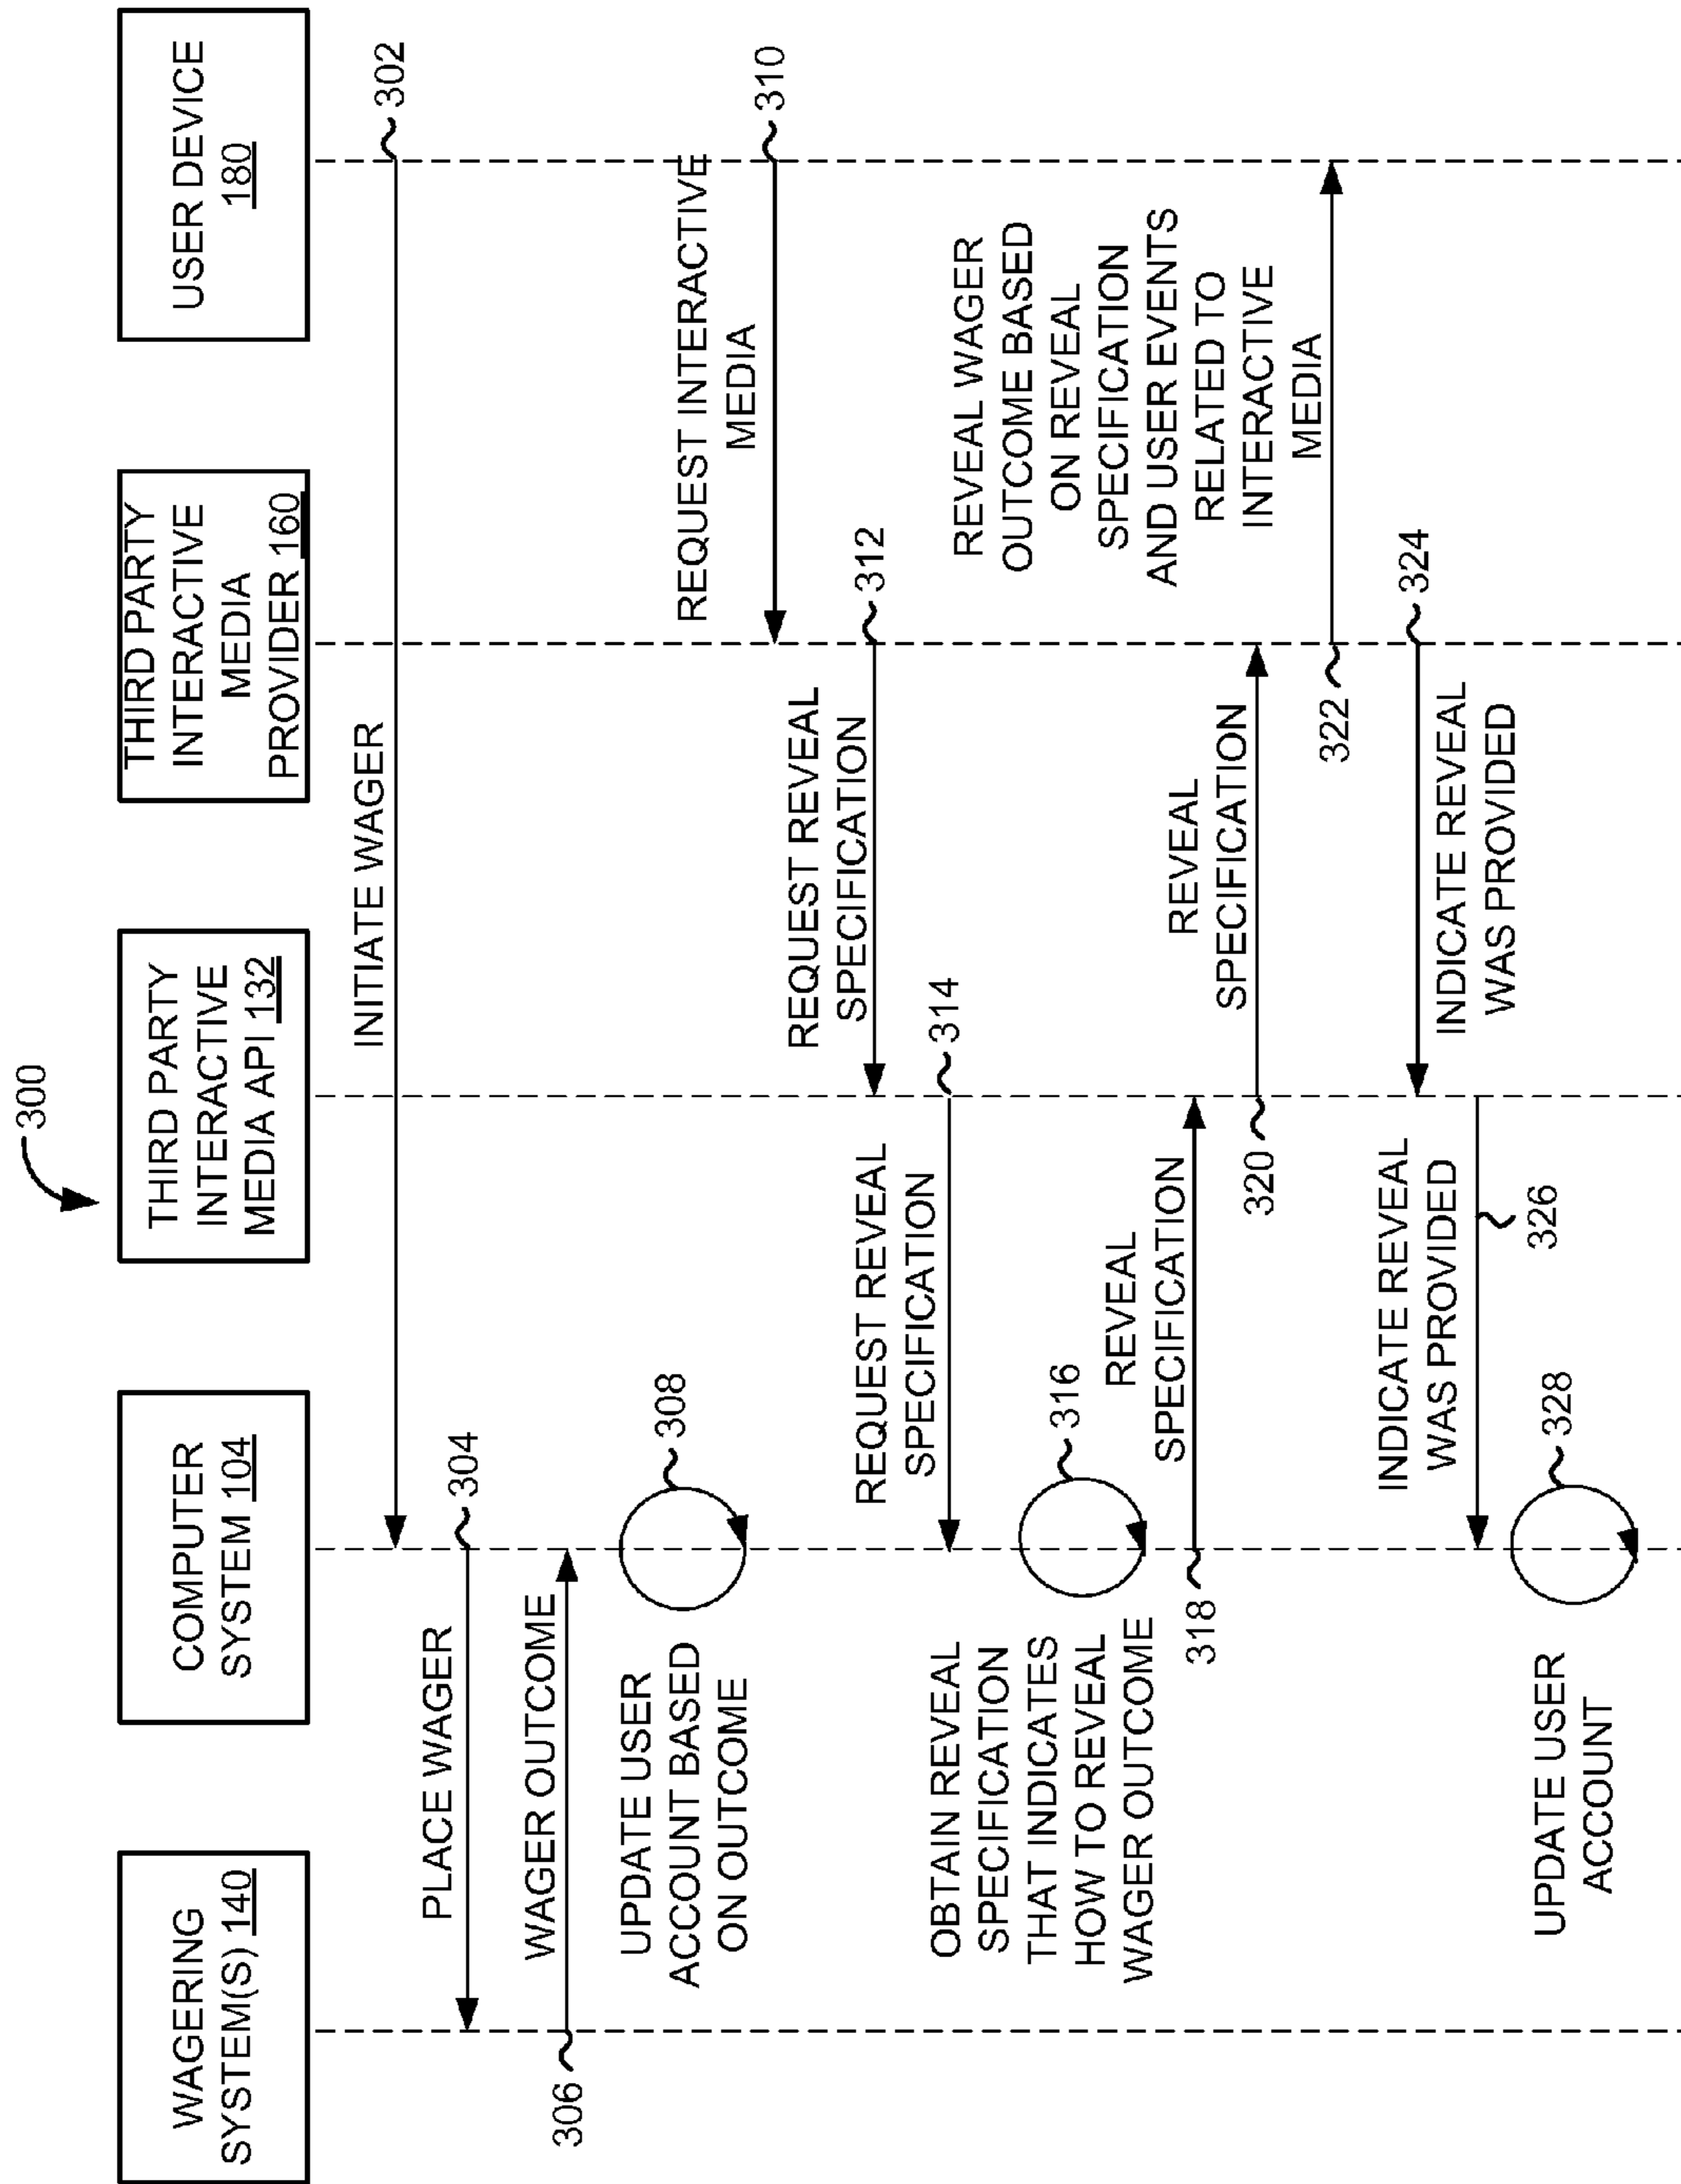 300
WAGERING
SYSTEM(S) 140
COMPUTER
SYSTEM 104
THIRD PARTY
INTERACTIVE
MEDIA API 132
THIRD PARTY
INTERACTIVE
MEDIA
PROVIDER 160
USER DEVICE
180
INITIATE WAGER
302
PLACE WAGER
304
WAGER OUTCOME
306
UPDATE USER
ACCOUNT BASED
ON OUTCOME
308
REQUEST INTERACTIVE
MEDIA
310
REQUEST REVEAL
SPECIFICATION
312
REQUEST REVEAL
SPECIFICATION
314
OBTAIN REVEAL
SPECIFICATION
THAT INDICATES
HOW TO REVEAL
WAGER OUTCOME
316
REVEAL
SPECIFICATION
318
REVEAL
SPECIFICATION
320
REVEAL WAGER
OUTCOME BASED
ON REVEAL
SPECIFICATION
AND USER EVENTS
RELATED TO
INTERACTIVE
MEDIA
322
INDICATE REVEAL
WAS PROVIDED
324
INDICATE REVEAL
WAS PROVIDED
326
UPDATE USER
ACCOUNT
328